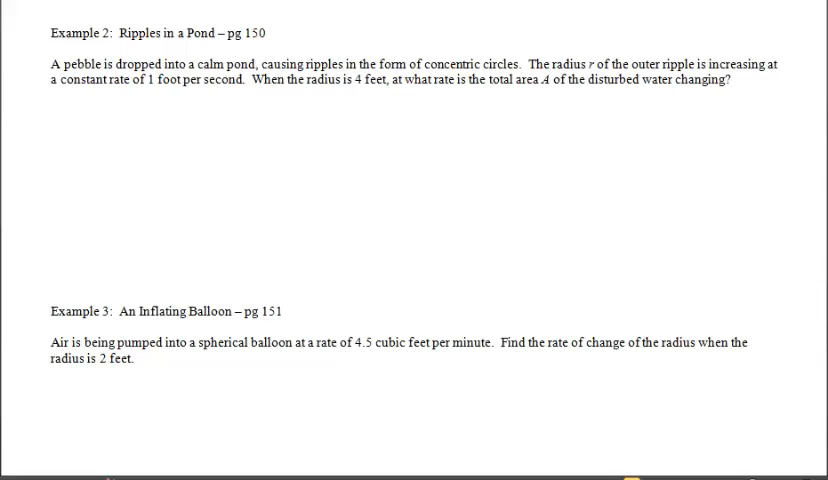 Example 2:  Ripples in a Pond – pg 150
A pebble is dropped into a calm pond, causing ripples in the form of concentric circles.  The radius r of the outer ripple is increasing at
a constant rate of 1 foot per second.  When the radius is 4 feet, at what rate is the total area A of the disturbed water changing?
Example 3:  An Inflating Balloon – pg 151
Air is being pumped into a spherical balloon at a rate of 4.5 cubic feet per minute.  Find the rate of change of the radius when the
radius is 2 feet.